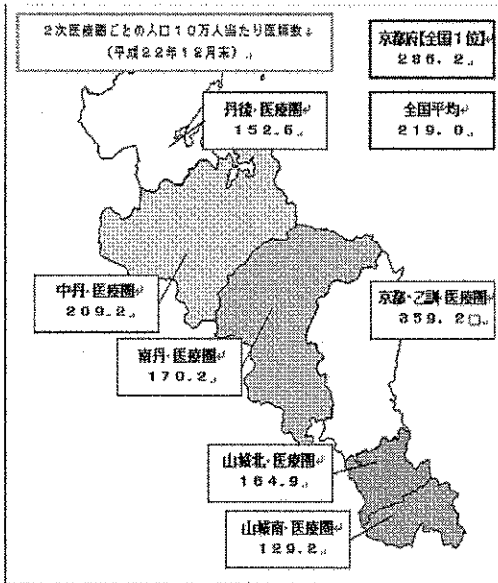 2次医療圏ごとの人口10万人当たり医師数
(平成22年12月末)
京都府【全国1位】
286.2
丹後・医療圏
152.6
全国平均
219.0
中丹・医療圏
209.2
京都・乙訓・医療圏
359.2
南丹・医療圏
170.2
山城北・医療圏
164.9
山城南・医療圏
129.2